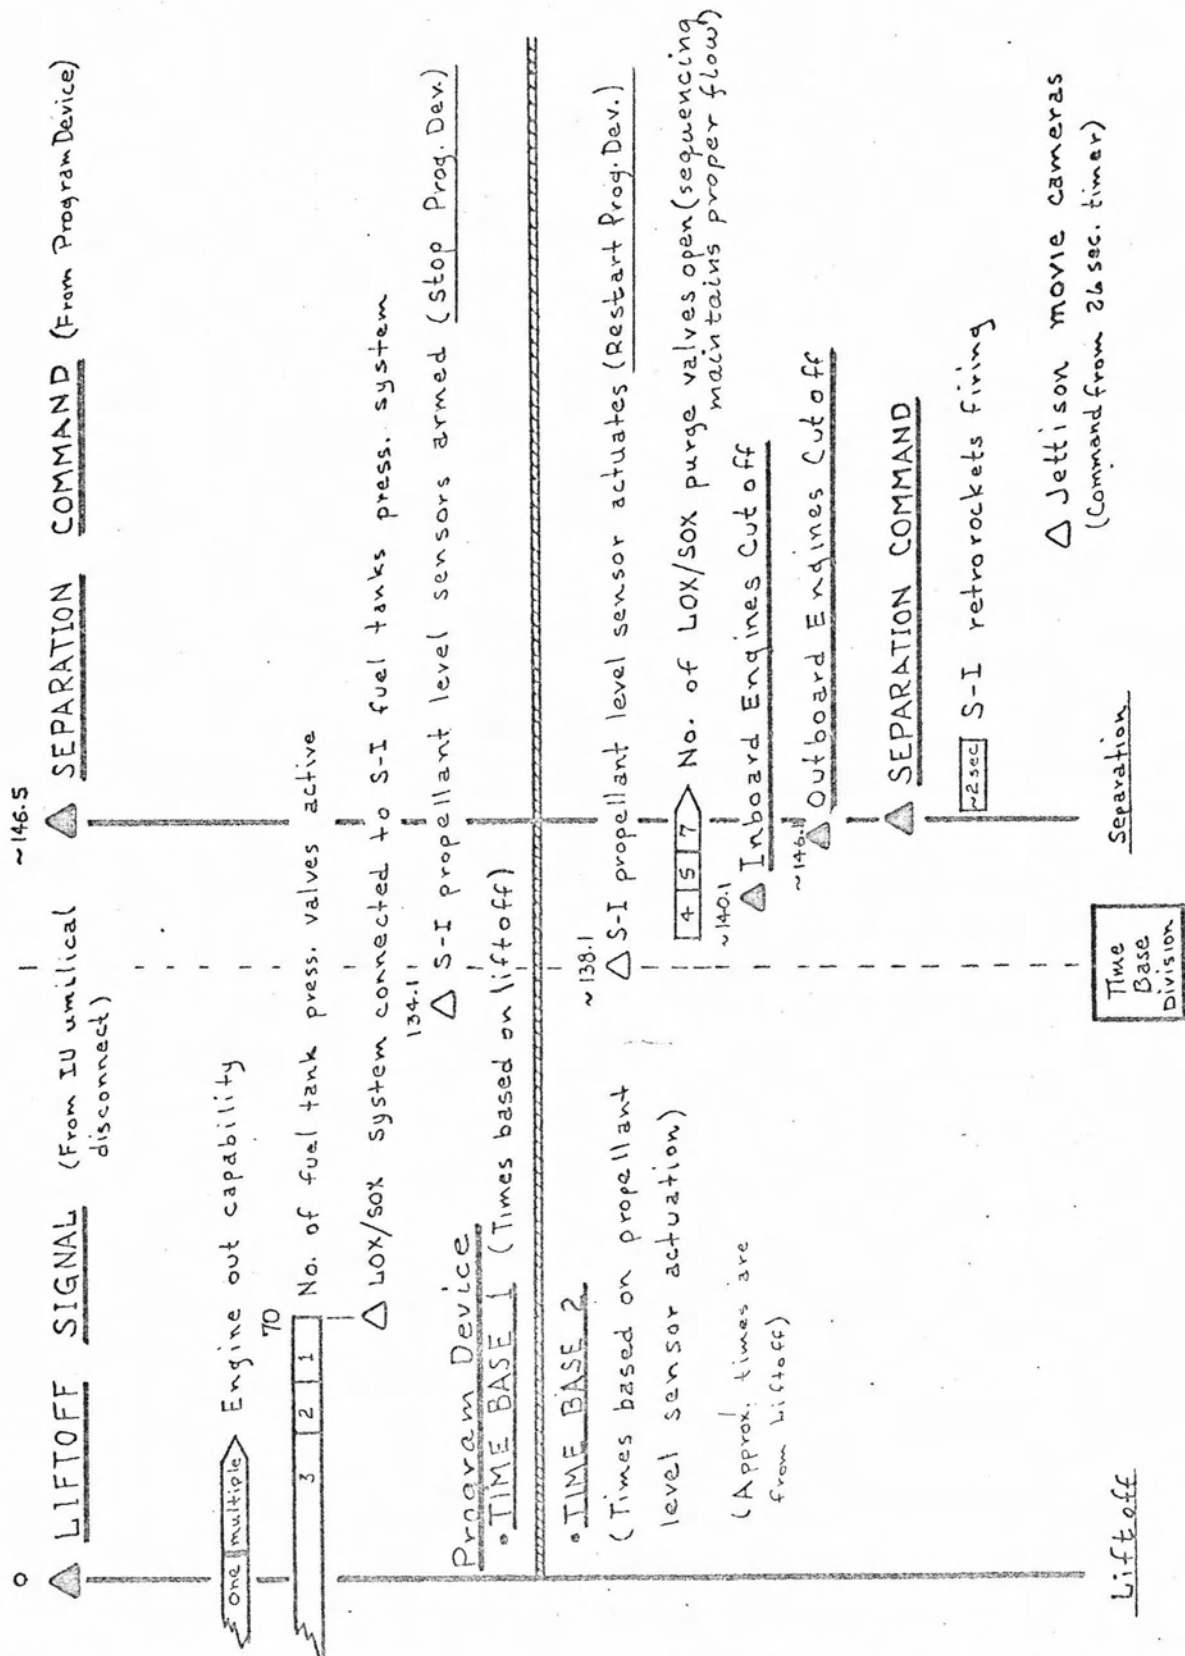 0
~146.5
LIFTOFF SIGNAL (From IU umilical
disconnect)
SEPARATION COMMAND (From Program Device)
one multiple Engine out capability
70
3 2 1 No. of fuel tank press. valves active
LOX/SOX system connected to S-I fuel tanks press. system
134.1
S-I propellant level sensors armed (Stop Prog. Dev.)
Program Device
• TIME BASE 1 (Times based on liftoff)
• TIME BASE 2
(Times based on propellant
level sensor actuation)
(Approx. times are
from Liftoff)
~138.1
S-I propellant level sensor actuates (Restart Prog. Dev.)
4 5 7 No. of LOX/SOX purge valves open (sequencing
maintains proper flow)
~140.1
Inboard Engines Cutoff
~146.1
Outboard Engines Cutoff
SEPARATION COMMAND
~2sec S-I retrorockets firing
Jettison movie cameras
(Command from 26 sec. timer)
Liftoff
Time
Base
Division
Separation